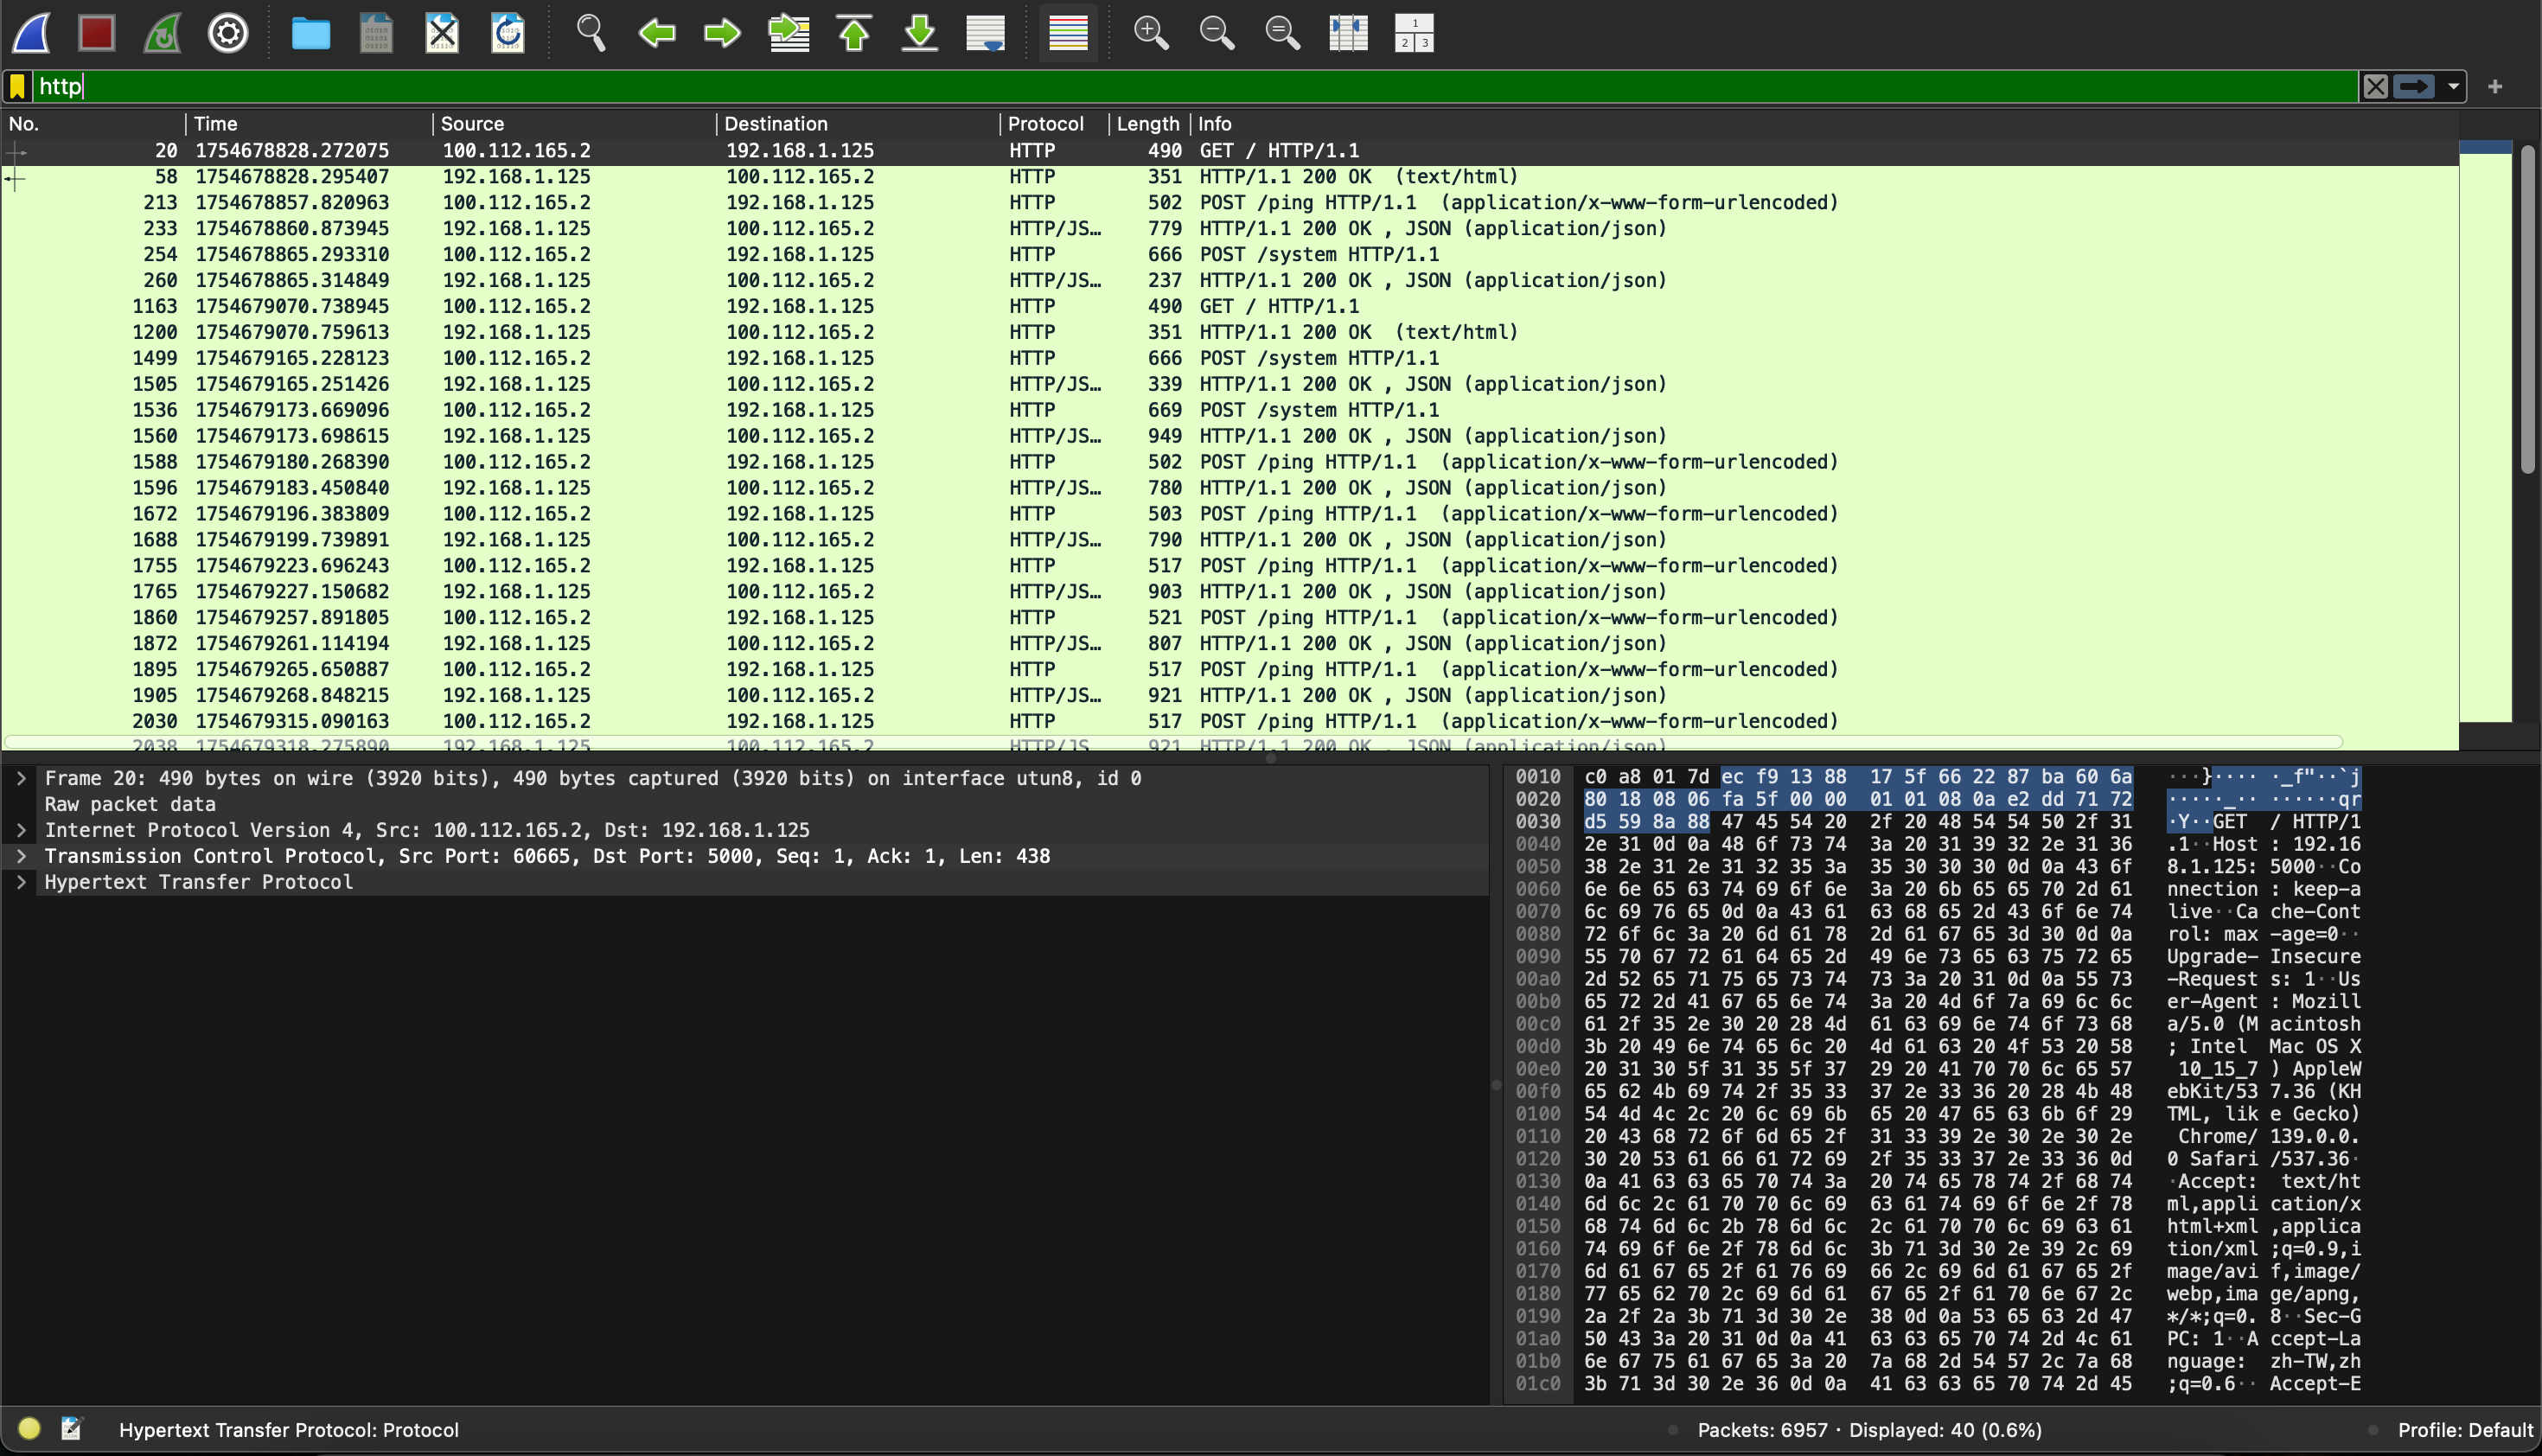 http
No. Time Source Destination Protocol Length Info
20 1754678828.272075 100.112.165.2 192.168.1.125 HTTP 490 GET / HTTP/1.1
58 1754678828.295407 192.168.1.125 100.112.165.2 HTTP 351 HTTP/1.1 200 OK  (text/html)
213 1754678857.820963 100.112.165.2 192.168.1.125 HTTP 502 POST /ping HTTP/1.1  (application/x-www-form-urlencoded)
233 1754678860.873945 192.168.1.125 100.112.165.2 HTTP/JS… 779 HTTP/1.1 200 OK , JSON (application/json)
254 1754678865.293310 100.112.165.2 192.168.1.125 HTTP 666 POST /system HTTP/1.1
260 1754678865.314849 192.168.1.125 100.112.165.2 HTTP/JS… 237 HTTP/1.1 200 OK , JSON (application/json)
1163 1754679070.738945 100.112.165.2 192.168.1.125 HTTP 490 GET / HTTP/1.1
1200 1754679070.759613 192.168.1.125 100.112.165.2 HTTP 351 HTTP/1.1 200 OK  (text/html)
1499 1754679165.228123 100.112.165.2 192.168.1.125 HTTP 666 POST /system HTTP/1.1
1505 1754679165.251426 192.168.1.125 100.112.165.2 HTTP/JS… 339 HTTP/1.1 200 OK , JSON (application/json)
1536 1754679173.669096 100.112.165.2 192.168.1.125 HTTP 669 POST /system HTTP/1.1
1560 1754679173.698615 192.168.1.125 100.112.165.2 HTTP/JS… 949 HTTP/1.1 200 OK , JSON (application/json)
1588 1754679180.268390 100.112.165.2 192.168.1.125 HTTP 502 POST /ping HTTP/1.1  (application/x-www-form-urlencoded)
1596 1754679183.450840 192.168.1.125 100.112.165.2 HTTP/JS… 780 HTTP/1.1 200 OK , JSON (application/json)
1672 1754679196.383809 100.112.165.2 192.168.1.125 HTTP 503 POST /ping HTTP/1.1  (application/x-www-form-urlencoded)
1688 1754679199.739891 192.168.1.125 100.112.165.2 HTTP/JS… 790 HTTP/1.1 200 OK , JSON (application/json)
1755 1754679223.696243 100.112.165.2 192.168.1.125 HTTP 517 POST /ping HTTP/1.1  (application/x-www-form-urlencoded)
1765 1754679227.150682 192.168.1.125 100.112.165.2 HTTP/JS… 903 HTTP/1.1 200 OK , JSON (application/json)
1860 1754679257.891805 100.112.165.2 192.168.1.125 HTTP 521 POST /ping HTTP/1.1  (application/x-www-form-urlencoded)
1872 1754679261.114194 192.168.1.125 100.112.165.2 HTTP/JS… 807 HTTP/1.1 200 OK , JSON (application/json)
1895 1754679265.650887 100.112.165.2 192.168.1.125 HTTP 517 POST /ping HTTP/1.1  (application/x-www-form-urlencoded)
1905 1754679268.848215 192.168.1.125 100.112.165.2 HTTP/JS… 921 HTTP/1.1 200 OK , JSON (application/json)
2030 1754679315.090163 100.112.165.2 192.168.1.125 HTTP 517 POST /ping HTTP/1.1  (application/x-www-form-urlencoded)
2038 1754679318.275890 192.168.1.125 100.112.165.2 HTTP/JS 921 HTTP/1.1 200 OK , JSON (application/json)
Frame 20: 490 bytes on wire (3920 bits), 490 bytes captured (3920 bits) on interface utun8, id 0
Raw packet data
Internet Protocol Version 4, Src: 100.112.165.2, Dst: 192.168.1.125
Transmission Control Protocol, Src Port: 60665, Dst Port: 5000, Seq: 1, Ack: 1, Len: 438
Hypertext Transfer Protocol
0010 c0 a8 01 7d ec f9 13 88 17 5f 66 22 87 ba 60 6a ···}···· ·_f"··`j
0020 80 18 08 06 fa 5f 00 00 01 01 08 0a e2 dd 71 72 ·····_·· ······qr
0030 d5 59 8a 88 47 45 54 20 2f 20 48 54 54 50 2f 31 ·Y··GET / HTTP/1
0040 2e 31 0d 0a 48 6f 73 74 3a 20 31 39 32 2e 31 36 .1··Host : 192.16
0050 38 2e 31 2e 31 32 35 3a 35 30 30 30 0d 0a 43 6f 8.1.125: 5000··Co
0060 6e 6e 65 63 74 69 6f 6e 3a 20 6b 65 65 70 2d 61 nnection : keep-a
0070 6c 69 76 65 0d 0a 43 61 63 68 65 2d 43 6f 6e 74 live··Ca che-Cont
0080 72 6f 6c 3a 20 6d 61 78 2d 61 67 65 3d 30 0d 0a rol: max -age=0··
0090 55 70 67 72 61 64 65 2d 49 6e 73 65 63 75 72 65 Upgrade- Insecure
00a0 2d 52 65 71 75 65 73 74 73 3a 20 31 0d 0a 55 73 -Request s: 1··Us
00b0 65 72 2d 41 67 65 6e 74 3a 20 4d 6f 7a 69 6c 6c er-Agent : Mozill
00c0 61 2f 35 2e 30 20 28 4d 61 63 69 6e 74 6f 73 68 a/5.0 (M acintosh
00d0 3b 20 49 6e 74 65 6c 20 4d 61 63 20 4f 53 20 58 ; Intel  Mac OS X
00e0 20 31 30 5f 31 35 5f 37 29 20 41 70 70 6c 65 57 10_15_7 ) AppleW
00f0 65 62 4b 69 74 2f 35 33 37 2e 33 36 20 28 4b 48 ebKit/53 7.36 (KH
0100 54 4d 4c 2c 20 6c 69 6b 65 20 47 65 63 6b 6f 29 TML, lik e Gecko)
0110 20 43 68 72 6f 6d 65 2f 31 33 39 2e 30 2e 30 2e Chrome/ 139.0.0.
0120 30 20 53 61 66 61 72 69 2f 35 33 37 2e 33 36 0d 0 Safari /537.36·
0130 0a 41 63 63 65 70 74 3a 20 74 65 78 74 2f 68 74 ·Accept:  text/ht
0140 6d 6c 2c 61 70 70 6c 69 63 61 74 69 6f 6e 2f 78 ml,appli cation/x
0150 68 74 6d 6c 2b 78 6d 6c 2c 61 70 70 6c 69 63 61 html+xml ,applica
0160 74 69 6f 6e 2f 78 6d 6c 3b 71 3d 30 2e 39 2c 69 tion/xml ;q=0.9,i
0170 6d 61 67 65 2f 61 76 69 66 2c 69 6d 61 67 65 2f mage/avi f,image/
0180 77 65 62 70 2c 69 6d 61 67 65 2f 61 70 6e 67 2c webp,ima ge/apng,
0190 2a 2f 2a 3b 71 3d 30 2e 38 0d 0a 53 65 63 2d 47 */*;q=0. 8··Sec-G
01a0 50 43 3a 20 31 0d 0a 41 63 63 65 70 74 2d 4c 61 PC: 1··A ccept-La
01b0 6e 67 75 61 67 65 3a 20 7a 68 2d 54 57 2c 7a 68 nguage:  zh-TW,zh
01c0 3b 71 3d 30 2e 36 0d 0a 41 63 63 65 70 74 2d 45 ;q=0.6·· Accept-E
Hypertext Transfer Protocol: Protocol
Packets: 6957 · Displayed: 40 (0.6%)
Profile: Default